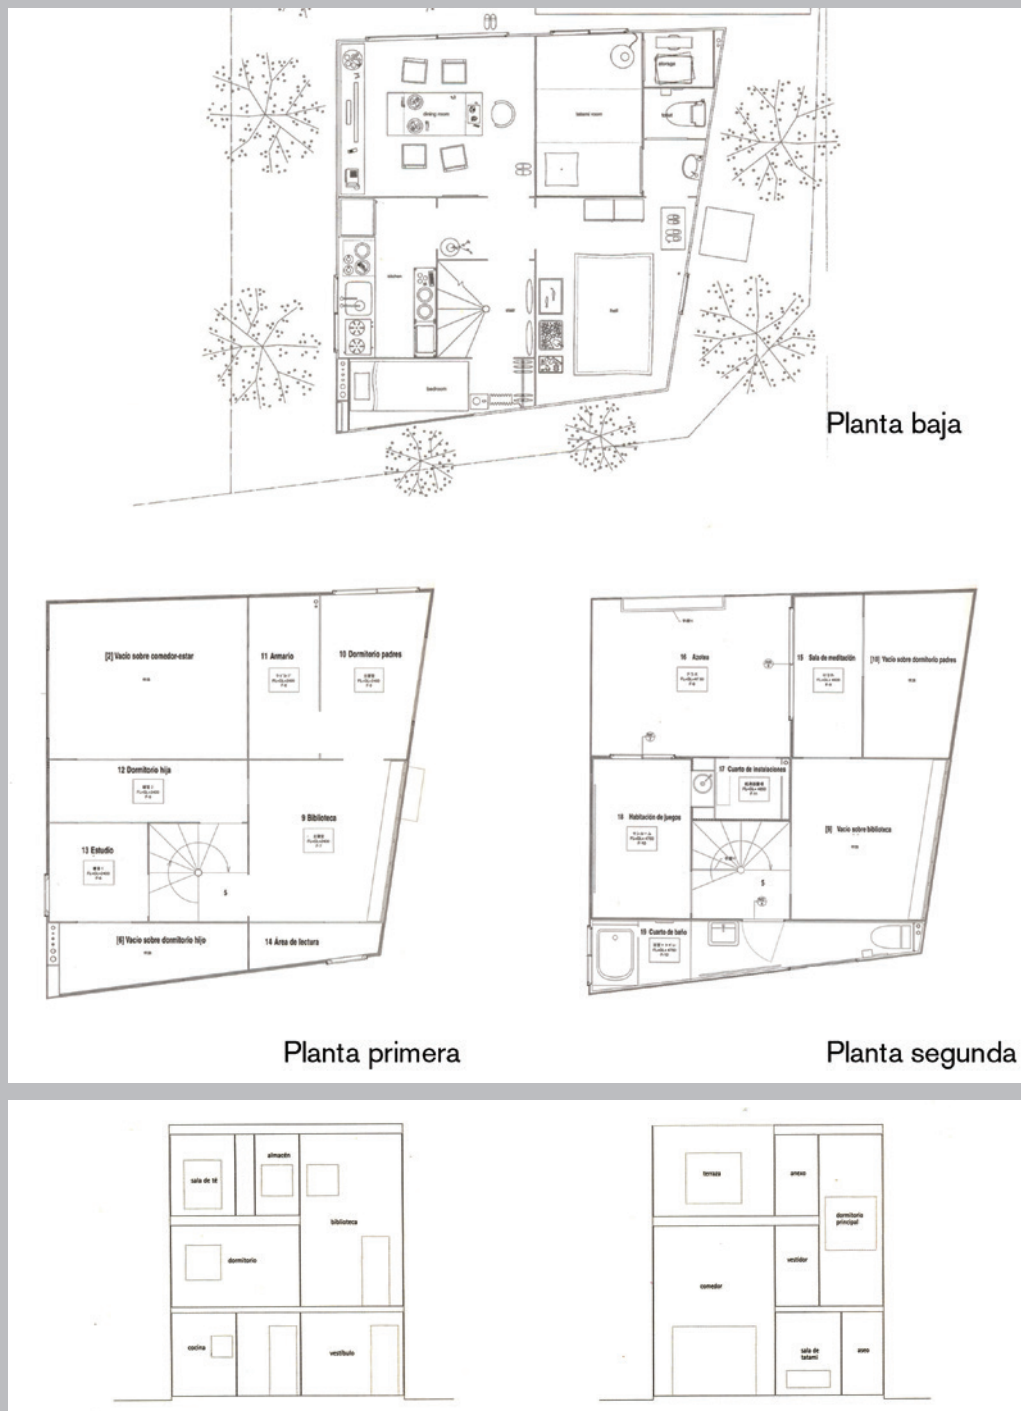 storage
dining room
tatami room
toilet
kitchen
stair
hall
bedroom
Planta baja
[2] Vacío sobre comedor-estar
11 Armario
10 Dormitorio padres
12 Dormitorio hija
9 Biblioteca
13 Estudio
5
[6] Vacío sobre dormitorio hijo
14 Área de lectura
Planta primera
16 Azotea
15 Sala de meditación
[10] Vacío sobre dormitorio padres
17 Cuarto de instalaciones
18 Habitación de juegos
[9] Vacío sobre biblioteca
5
19 Cuarto de baño
Planta segunda
sala de té
almacén
biblioteca
dormitorio
cocina
vestíbulo
terraza
anexo
dormitorio
principal
vestidor
comedor
sala de
tatami
aseo